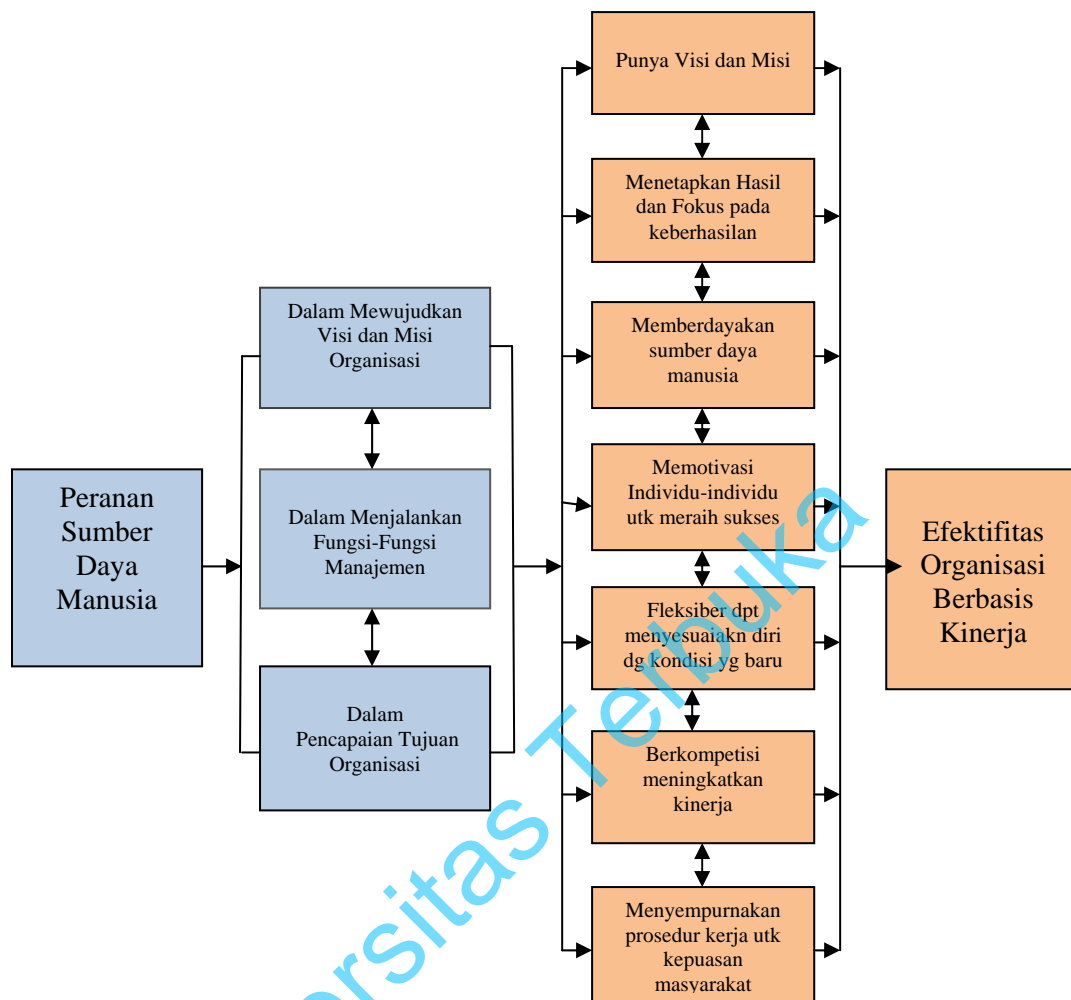 Peranan
Sumber
Daya
Manusia
Dalam Mewujudkan
Visi dan Misi
Organisasi
Dalam Menjalankan
Fungsi-Fungsi
Manajemen
Dalam
Pencapaian Tujuan
Organisasi
Punya Visi dan Misi
Menetapkan Hasil
dan Fokus pada
keberhasilan
Memberdayakan
sumber daya
manusia
Memotivasi
Individu-individu
utk meraih sukses
Fleksiber dpt
menyesuaiakn diri
dg kondisi yg baru
Berkompetisi
meningkatkan
kinerja
Menyempurnakan
prosedur kerja utk
kepuasan
masyarakat
Efektifitas
Organisasi
Berbasis
Kinerja
ersitas Terbuka